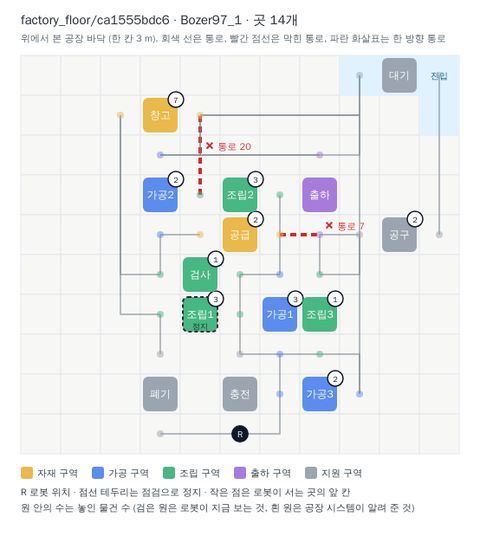 factory_floor/ca1555bdc6 · Bozer97_1 · 곳 14개
위에서 본 공장 바닥 (한 칸 3 m). 회색 선은 통로, 빨간 점선은 막힌 통로, 파란 화살표는 한 방향 통로
대기
진입
창고 7
✕ 통로 20
가공2 2
조립2 3
출하
공급 2
✕ 통로 7
공구 2
검사 1
조립1 3
정지
가공1 3
조립3 1
폐기
충전
가공3 2
R
자재 구역 가공 구역 조립 구역 출하 구역 지원 구역
R 로봇 위치 · 점선 테두리는 점검으로 정지 · 작은 점은 로봇이 서는 곳의 앞 칸
원 안의 수는 놓인 물건 수 (검은 원은 로봇이 지금 보는 것, 흰 원은 공장 시스템이 알려 준 것)